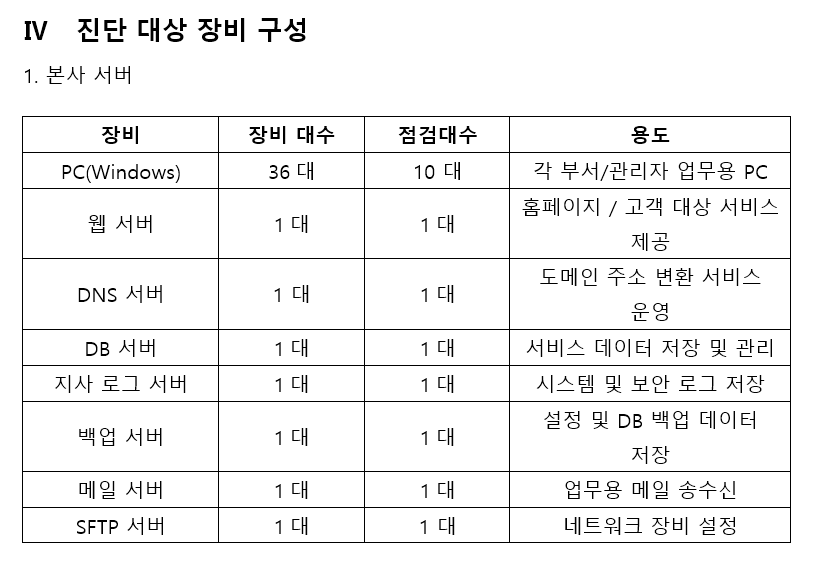 Ⅳ 진단 대상 장비 구성
1. 본사 서버
장비 장비 대수 점검대수 용도
PC(Windows) 36 대 10 대 각 부서/관리자 업무용 PC
웹 서버 1 대 1 대 홈페이지 / 고객 대상 서비스
제공
DNS 서버 1 대 1 대 도메인 주소 변환 서비스
운영
DB 서버 1 대 1 대 서비스 데이터 저장 및 관리
지사 로그 서버 1 대 1 대 시스템 및 보안 로그 저장
백업 서버 1 대 1 대 설정 및 DB 백업 데이터
저장
메일 서버 1 대 1 대 업무용 메일 송수신
SFTP 서버 1 대 1 대 네트워크 장비 설정